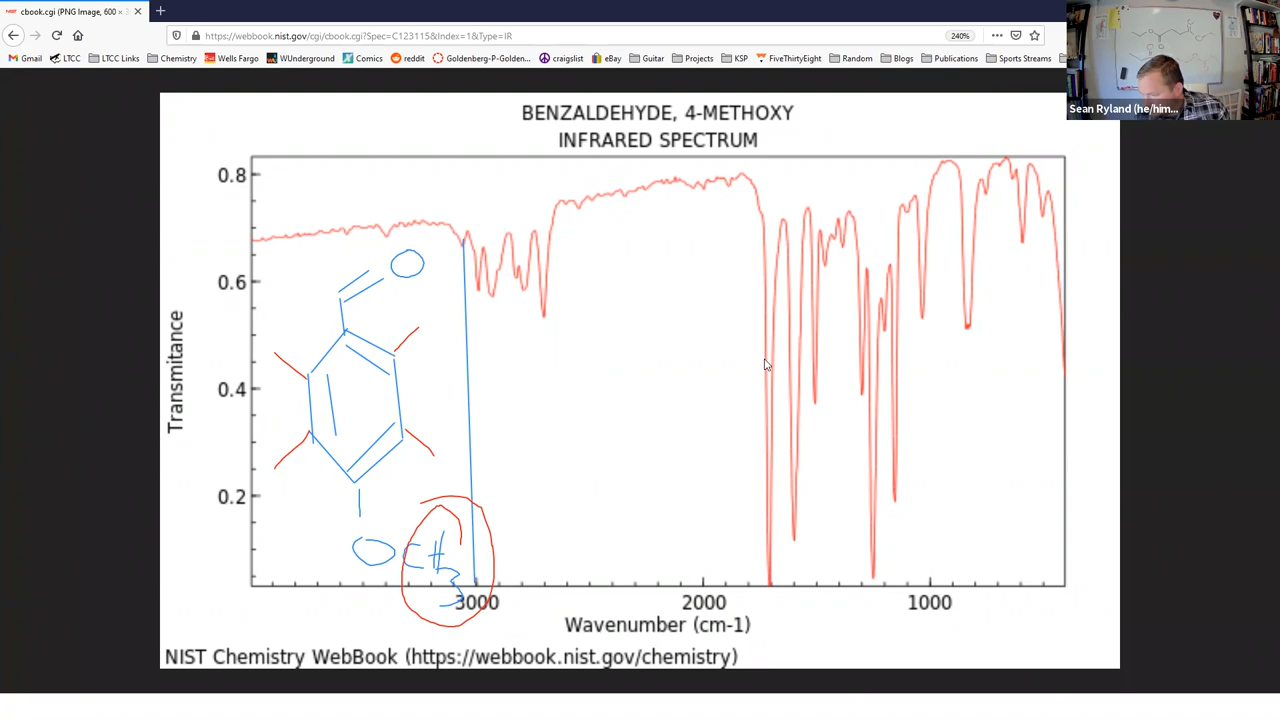 cbook.cgi (PNG Image, 600 ×
https://webbook.nist.gov/cgi/cbook.cgi?Spec=C123115&Index=1&Type=IR
240%
Gmail LTCC LTCC Links Chemistry Wells Fargo WUnderground Comics reddit Goldenberg-P-Golden... craigslist eBay Guitar Projects KSP FiveThirtyEight Random Blogs Publications Sports Streams
Sean Ryland (he/him...
BENZALDEHYDE, 4-METHOXY
INFRARED SPECTRUM
0.8
0.6
0.4
0.2
Transmitance
O
OCH3
3000 2000 1000
Wavenumber (cm-1)
NIST Chemistry WebBook (https://webbook.nist.gov/chemistry)